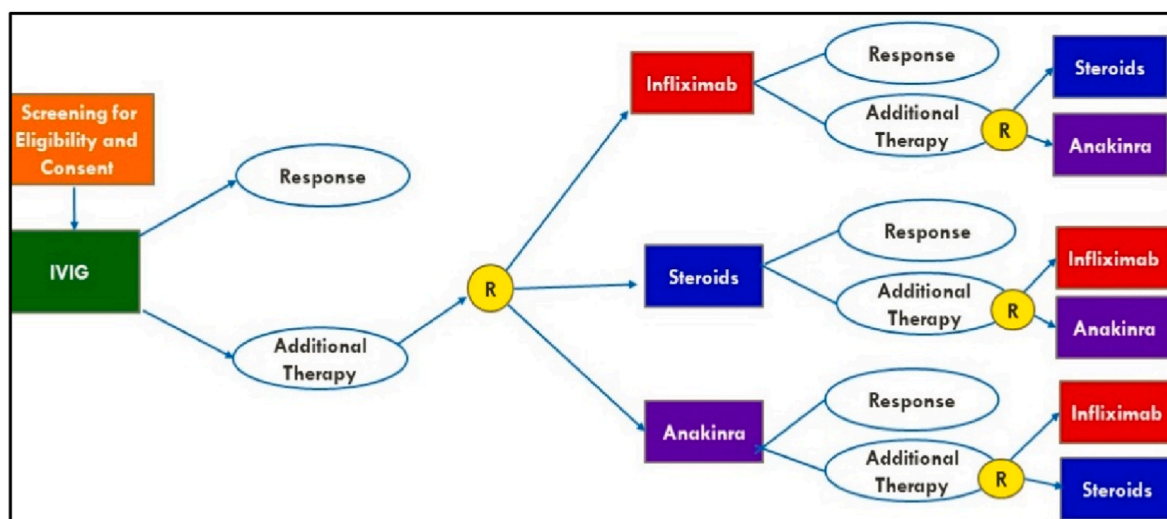 Screening for
Eligibility and
Consent
IVIG
Response
Additional
Therapy
R
Infliximab
Response
Additional
Therapy
R
Steroids
Anakinra
Steroids
Response
Additional
Therapy
R
Infliximab
Anakinra
Anakinra
Response
Additional
Therapy
R
Infliximab
Steroids